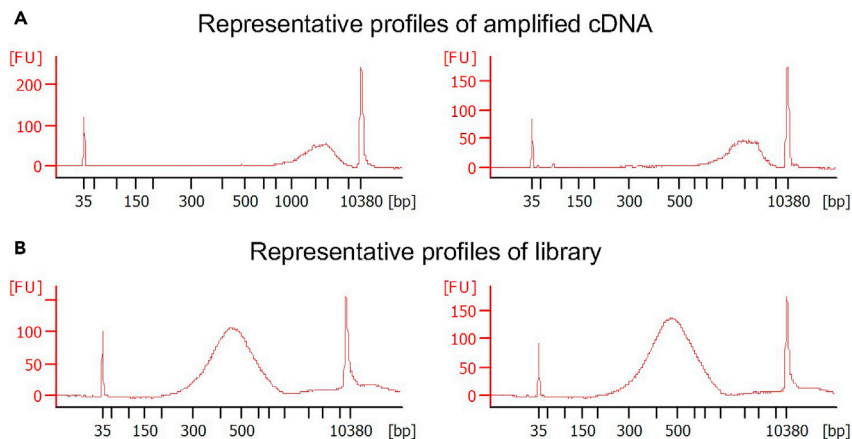 A
Representative profiles of amplified cDNA
[FU] [FU]
200
150
100
100
50
0 0
35 150 300 500 1000 10380 [bp] 35 150 300 500 10380 [bp]
B
Representative profiles of library
[FU] [FU]
150
100
100
50
50
0 0
35 150 300 500 10380 [bp] 35 150 300 500 10380 [bp]